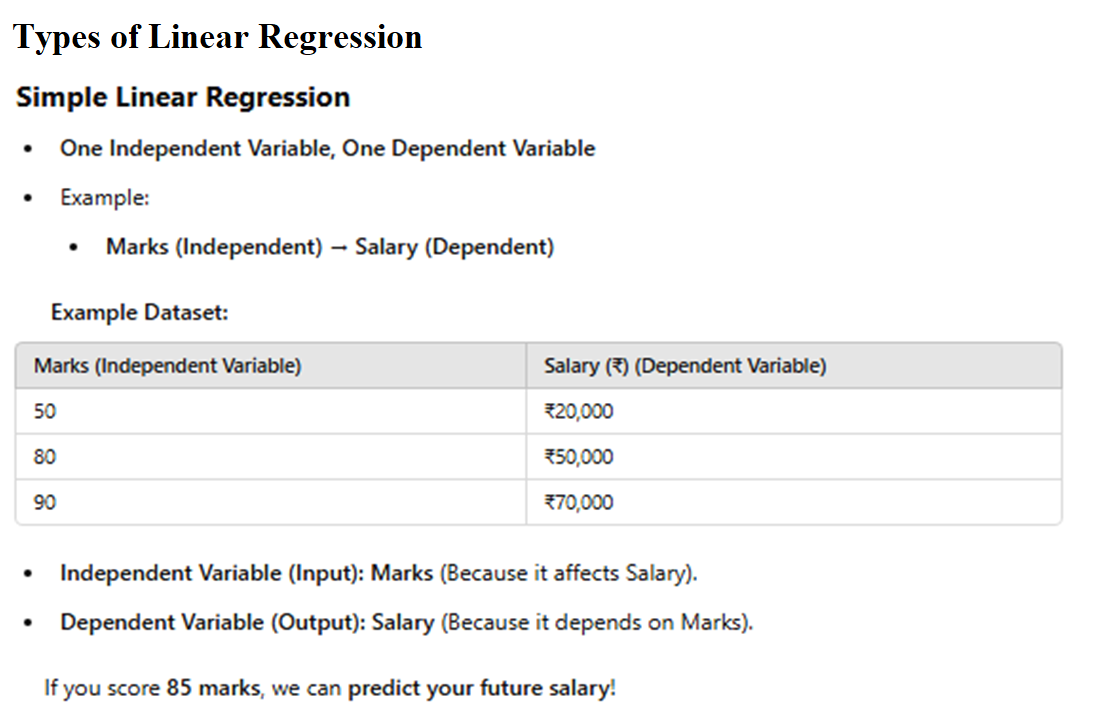 Types of Linear Regression
Simple Linear Regression
• One Independent Variable, One Dependent Variable
• Example:
• Marks (Independent) → Salary (Dependent)
Example Dataset:
Marks (Independent Variable) Salary (₹) (Dependent Variable)
50 ₹20,000
80 ₹50,000
90 ₹70,000
• Independent Variable (Input): Marks (Because it affects Salary).
• Dependent Variable (Output): Salary (Because it depends on Marks).
If you score 85 marks, we can predict your future salary!